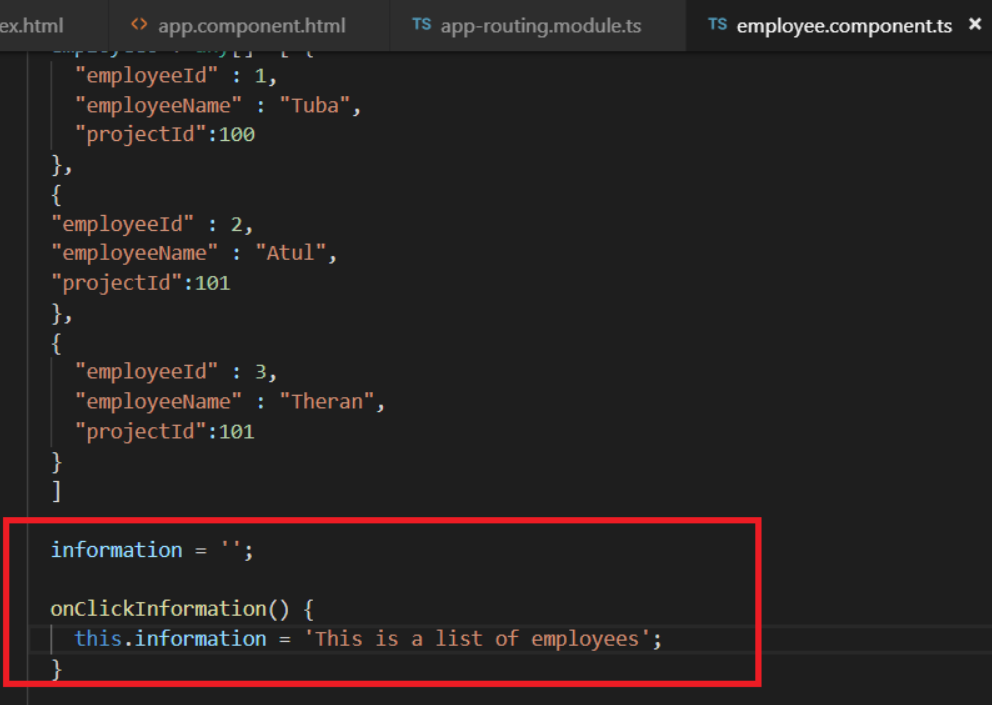 ex.html <> app.component.html TS app-routing.module.ts TS employee.component.ts ×
"employeeId" : 1,
"employeeName" : "Tuba",
"projectId":100
},
{
"employeeId" : 2,
"employeeName" : "Atul",
"projectId":101
},
{
"employeeId" : 3,
"employeeName" : "Theran",
"projectId":101
}
]
information = '';
onClickInformation() {
this.information = 'This is a list of employees';
}